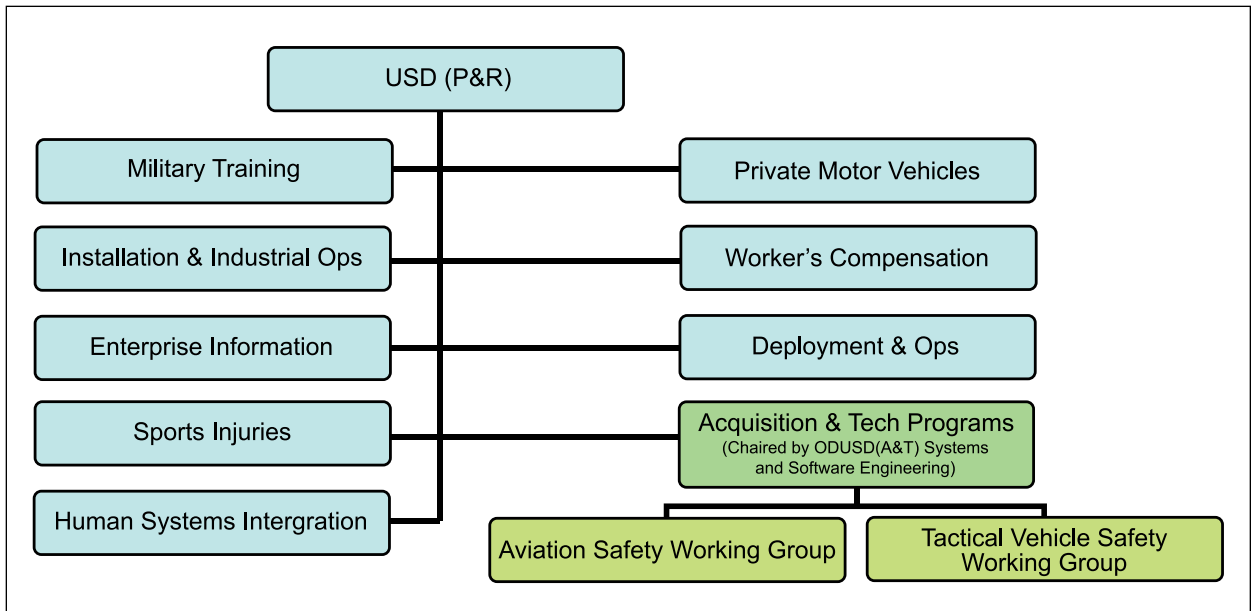 USD (P&R)
Military Training
Private Motor Vehicles
Installation & Industrial Ops
Worker's Compensation
Enterprise Information
Deployment & Ops
Sports Injuries
Acquisition & Tech Programs
(Chaired by ODUSD(A&T) Systems
and Software Engineering)
Human Systems Intergration
Aviation Safety Working Group
Tactical Vehicle Safety
Working Group